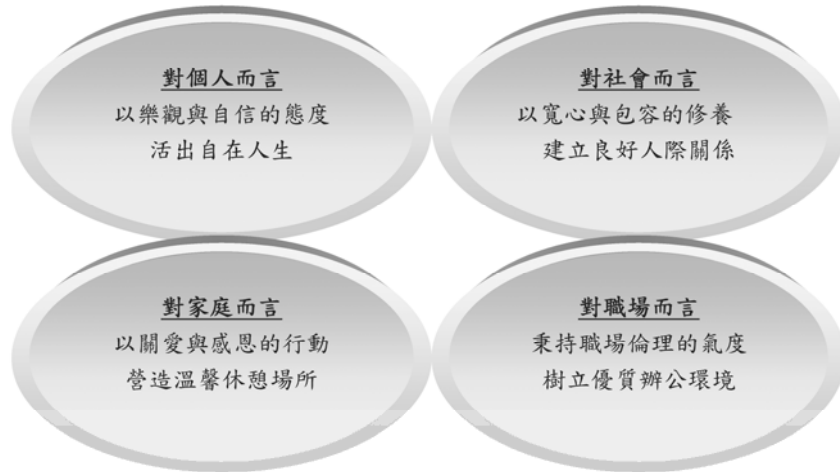 對個人而言
以樂觀與自信的態度
活出自在人生
對社會而言
以寬心與包容的修養
建立良好人際關係
對家庭而言
以關愛與感恩的行動
營造溫馨休憩場所
對職場而言
秉持職場倫理的氣度
樹立優質辦公環境